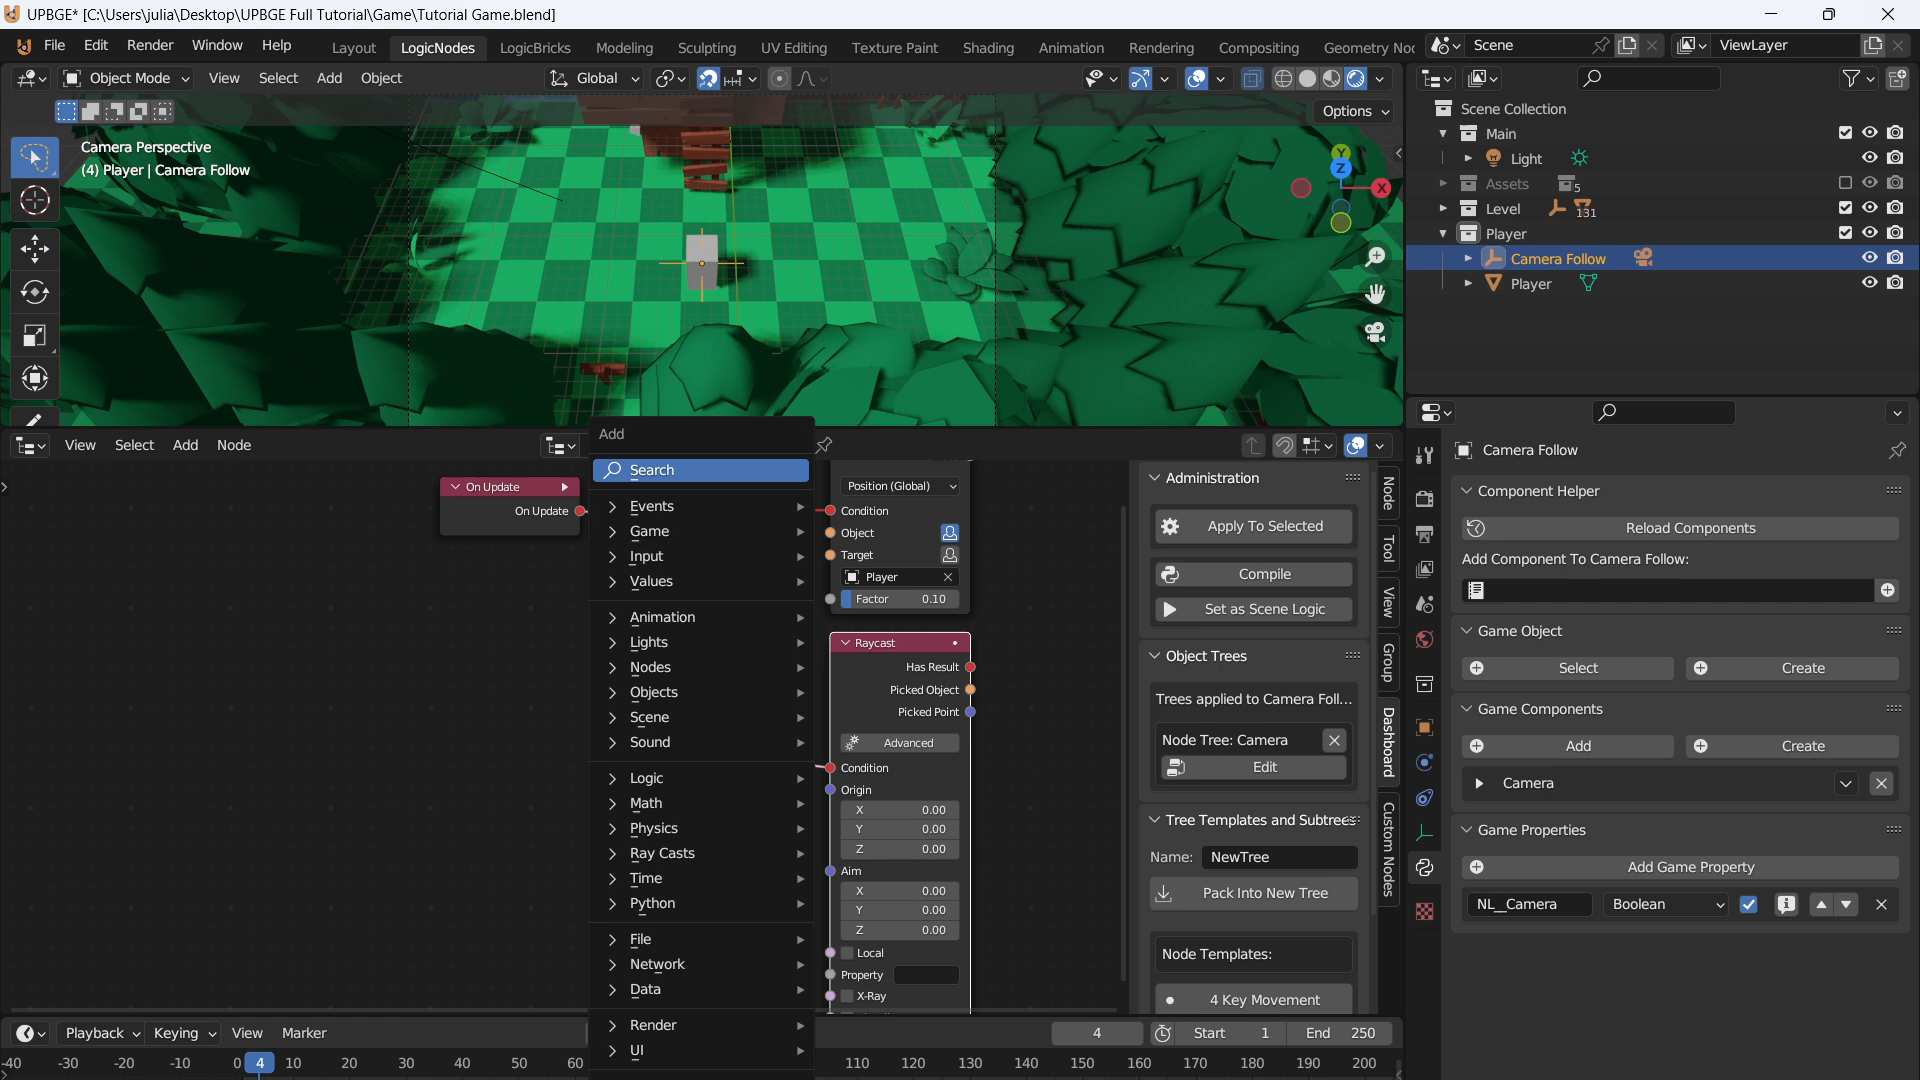 UPBGE* [C:\Users\julia\Desktop\UPBGE Full Tutorial\Game\Tutorial Game.blend]
File Edit Render Window Help Layout LogicNodes LogicBricks Modeling Sculpting UV Editing Texture Paint Shading Animation Rendering Compositing Geometry Noc Scene ViewLayer
Object Mode View Select Add Object Global
Options
Camera Perspective
(4) Player | Camera Follow
Y
Z
X
Scene Collection
Main
Light
Assets 5
Level 131
Player
Camera Follow
Player
View Select Add Node
Add
Search
Events
Game
Input
Values
Animation
Lights
Nodes
Objects
Scene
Sound
Logic
Math
Physics
Ray Casts
Time
Python
File
Network
Data
Render
UI
On Update
On Update
Position (Global)
Condition
Object
Target
Player
Factor 0.10
Raycast
Has Result
Picked Object
Picked Point
Advanced
Condition
Origin
X 0.00
Y 0.00
Z 0.00
Aim
X 0.00
Y 0.00
Z 0.00
Local
Property
X-Ray
Administration
Apply To Selected
Compile
Set as Scene Logic
Object Trees
Trees applied to Camera Foll...
Node Tree: Camera
Edit
Tree Templates and Subtrees
Name: NewTree
Pack Into New Tree
Node Templates:
4 Key Movement
Node
Tool
View
Group
Dashboard
Custom Nodes
Camera Follow
Component Helper
Reload Components
Add Component To Camera Follow:
Game Object
Select Create
Game Components
Add Create
Camera
Game Properties
Add Game Property
NL__Camera Boolean
Playback Keying View Marker 4 Start 1 End 250
-40 -30 -20 -10 0 4 10 20 30 40 50 60 110 120 130 140 150 160 170 180 190 200